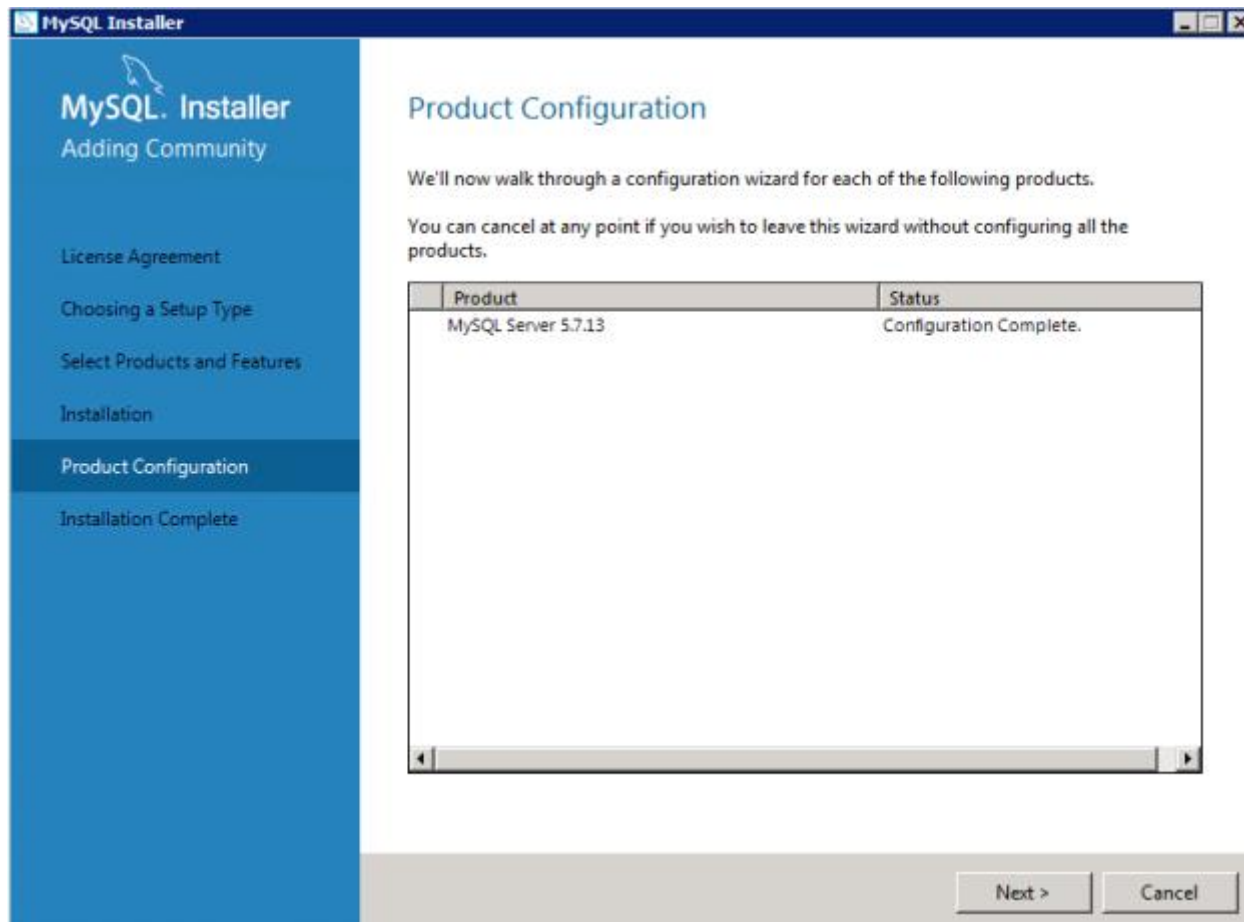 MySQL Installer
MySQL. Installer
Adding Community
License Agreement
Choosing a Setup Type
Select Products and Features
Installation
Product Configuration
Installation Complete
Product Configuration
We'll now walk through a configuration wizard for each of the following products.
You can cancel at any point if you wish to leave this wizard without configuring all the
products.
Product Status
MySQL Server 5.7.13 Configuration Complete.
Next > Cancel